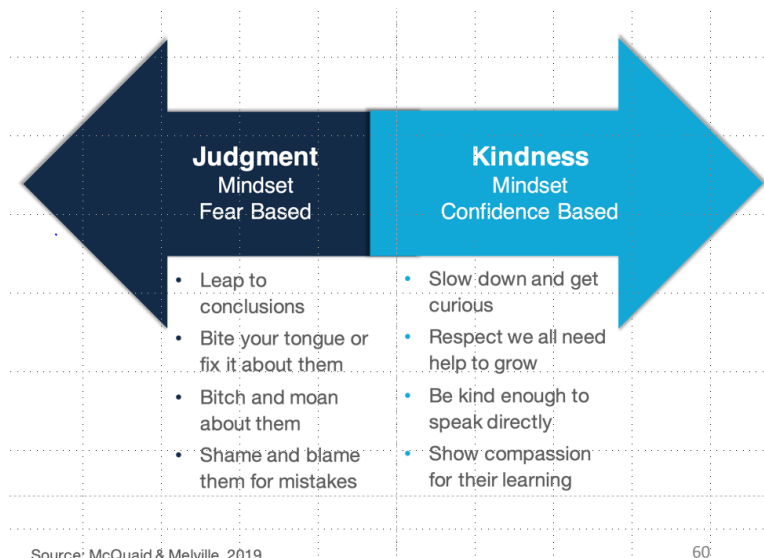 Judgment
Mindset
Fear Based
Kindness
Mindset
Confidence Based
• Leap to
conclusions
• Bite your tongue or
fix it about them
• Bitch and moan
about them
• Shame and blame
them for mistakes
• Slow down and get
curious
• Respect we all need
help to grow
• Be kind enough to
speak directly
• Show compassion
for their learning
Source: McQuaid & Melville, 2019
60